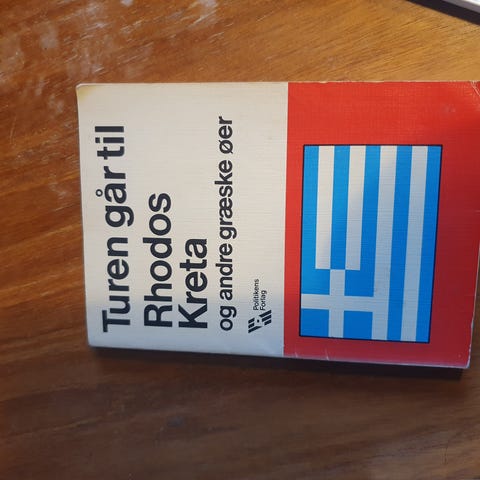 Turen går til
Rhodos
Kreta
og andre græske øer
Politikens
Forlag